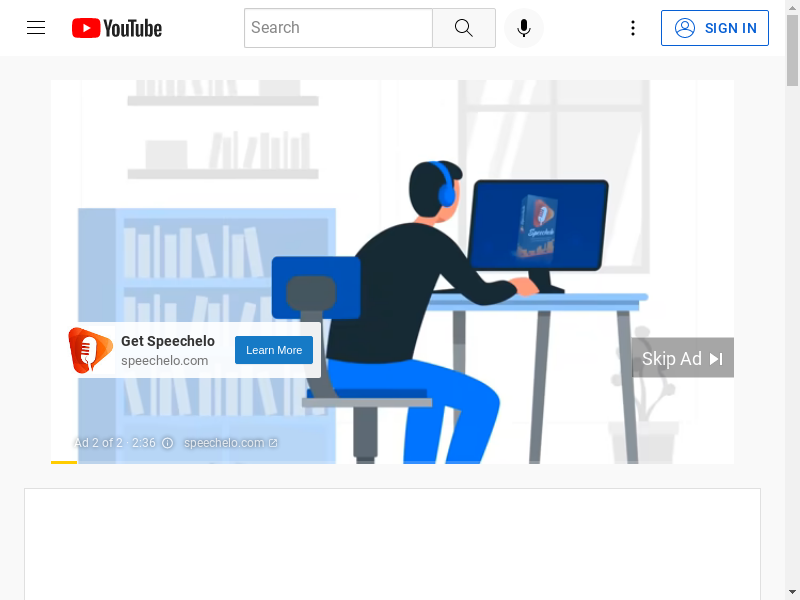 YouTube
Search
SIGN IN
Speechelo
Get Speechelo
speechelo.com
Learn More
Skip Ad
Ad 2 of 2 · 2:36
speechelo.com